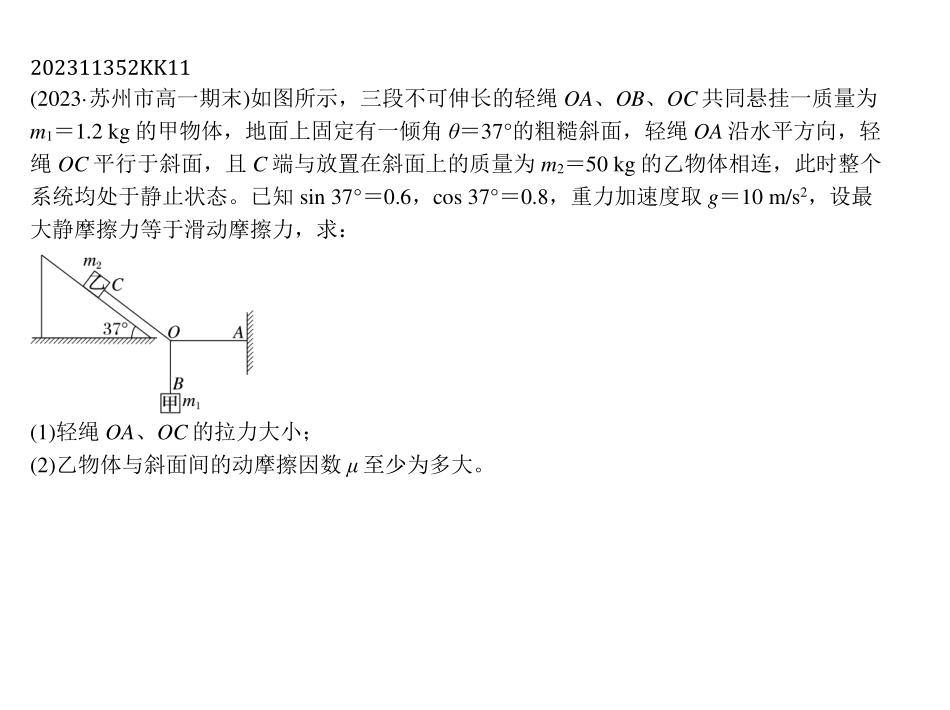 202311352KK11
(2023·苏州市高一期末)如图所示，三段不可伸长的轻绳 OA、OB、OC 共同悬挂一质量为
m₁＝1.2 kg 的甲物体，地面上固定有一倾角 θ＝37°的粗糙斜面，轻绳 OA 沿水平方向，轻
绳 OC 平行于斜面，且 C 端与放置在斜面上的质量为 m₂＝50 kg 的乙物体相连，此时整个
系统均处于静止状态。已知 sin 37°＝0.6，cos 37°＝0.8，重力加速度取 g＝10 m/s²，设最
大静摩擦力等于滑动摩擦力，求：
m₂
乙 C
37° O A
B
甲 m₁
(1)轻绳 OA、OC 的拉力大小；
(2)乙物体与斜面间的动摩擦因数 μ 至少为多大。